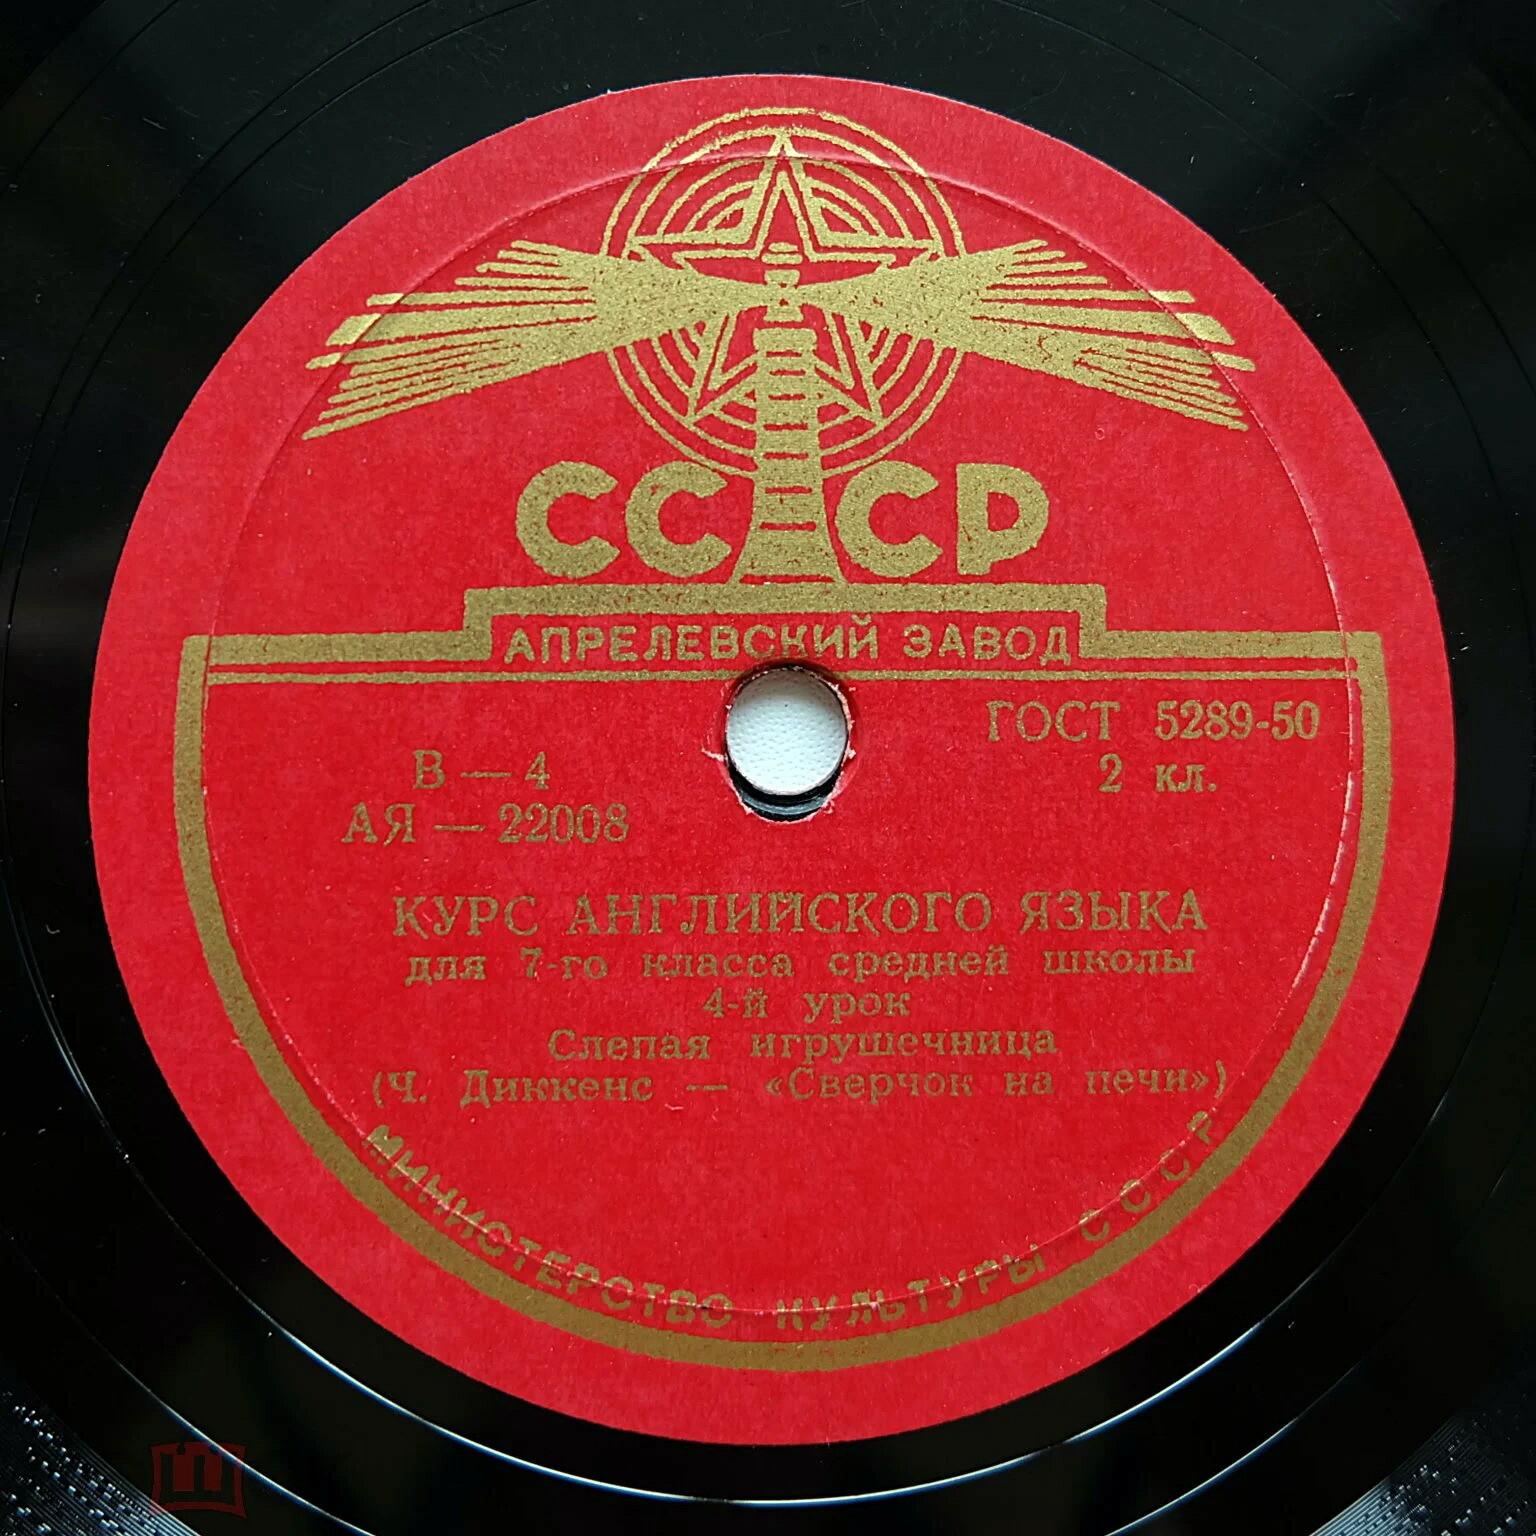 СССР
АПРЕЛЕВСКИЙ ЗАВОД
ГОСТ 5289-50
2 кл.
В — 4
АЯ — 22008
КУРС АНГЛИЙСКОГО ЯЗЫКА
для 7-го класса средней школы
4-й урок
Слепая игрушечница
(Ч. Диккенс — «Сверчок на печи»)
МИНИСТЕРСТВО КУЛЬТУРЫ СССР